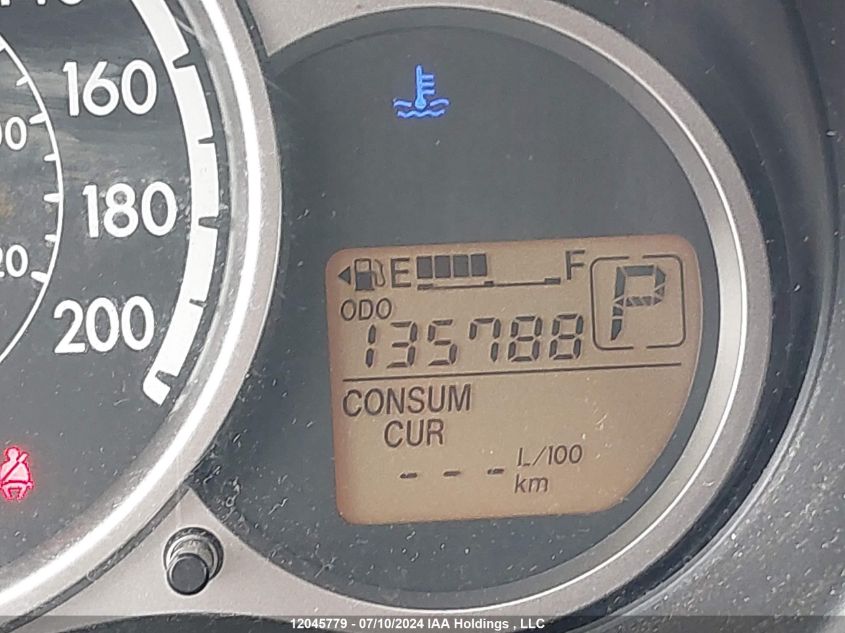 160
180
200
E F
ODO
135788
P
CONSUM
CUR
--- L/100
km
12045779 - 07/10/2024 IAA Holdings , LLC